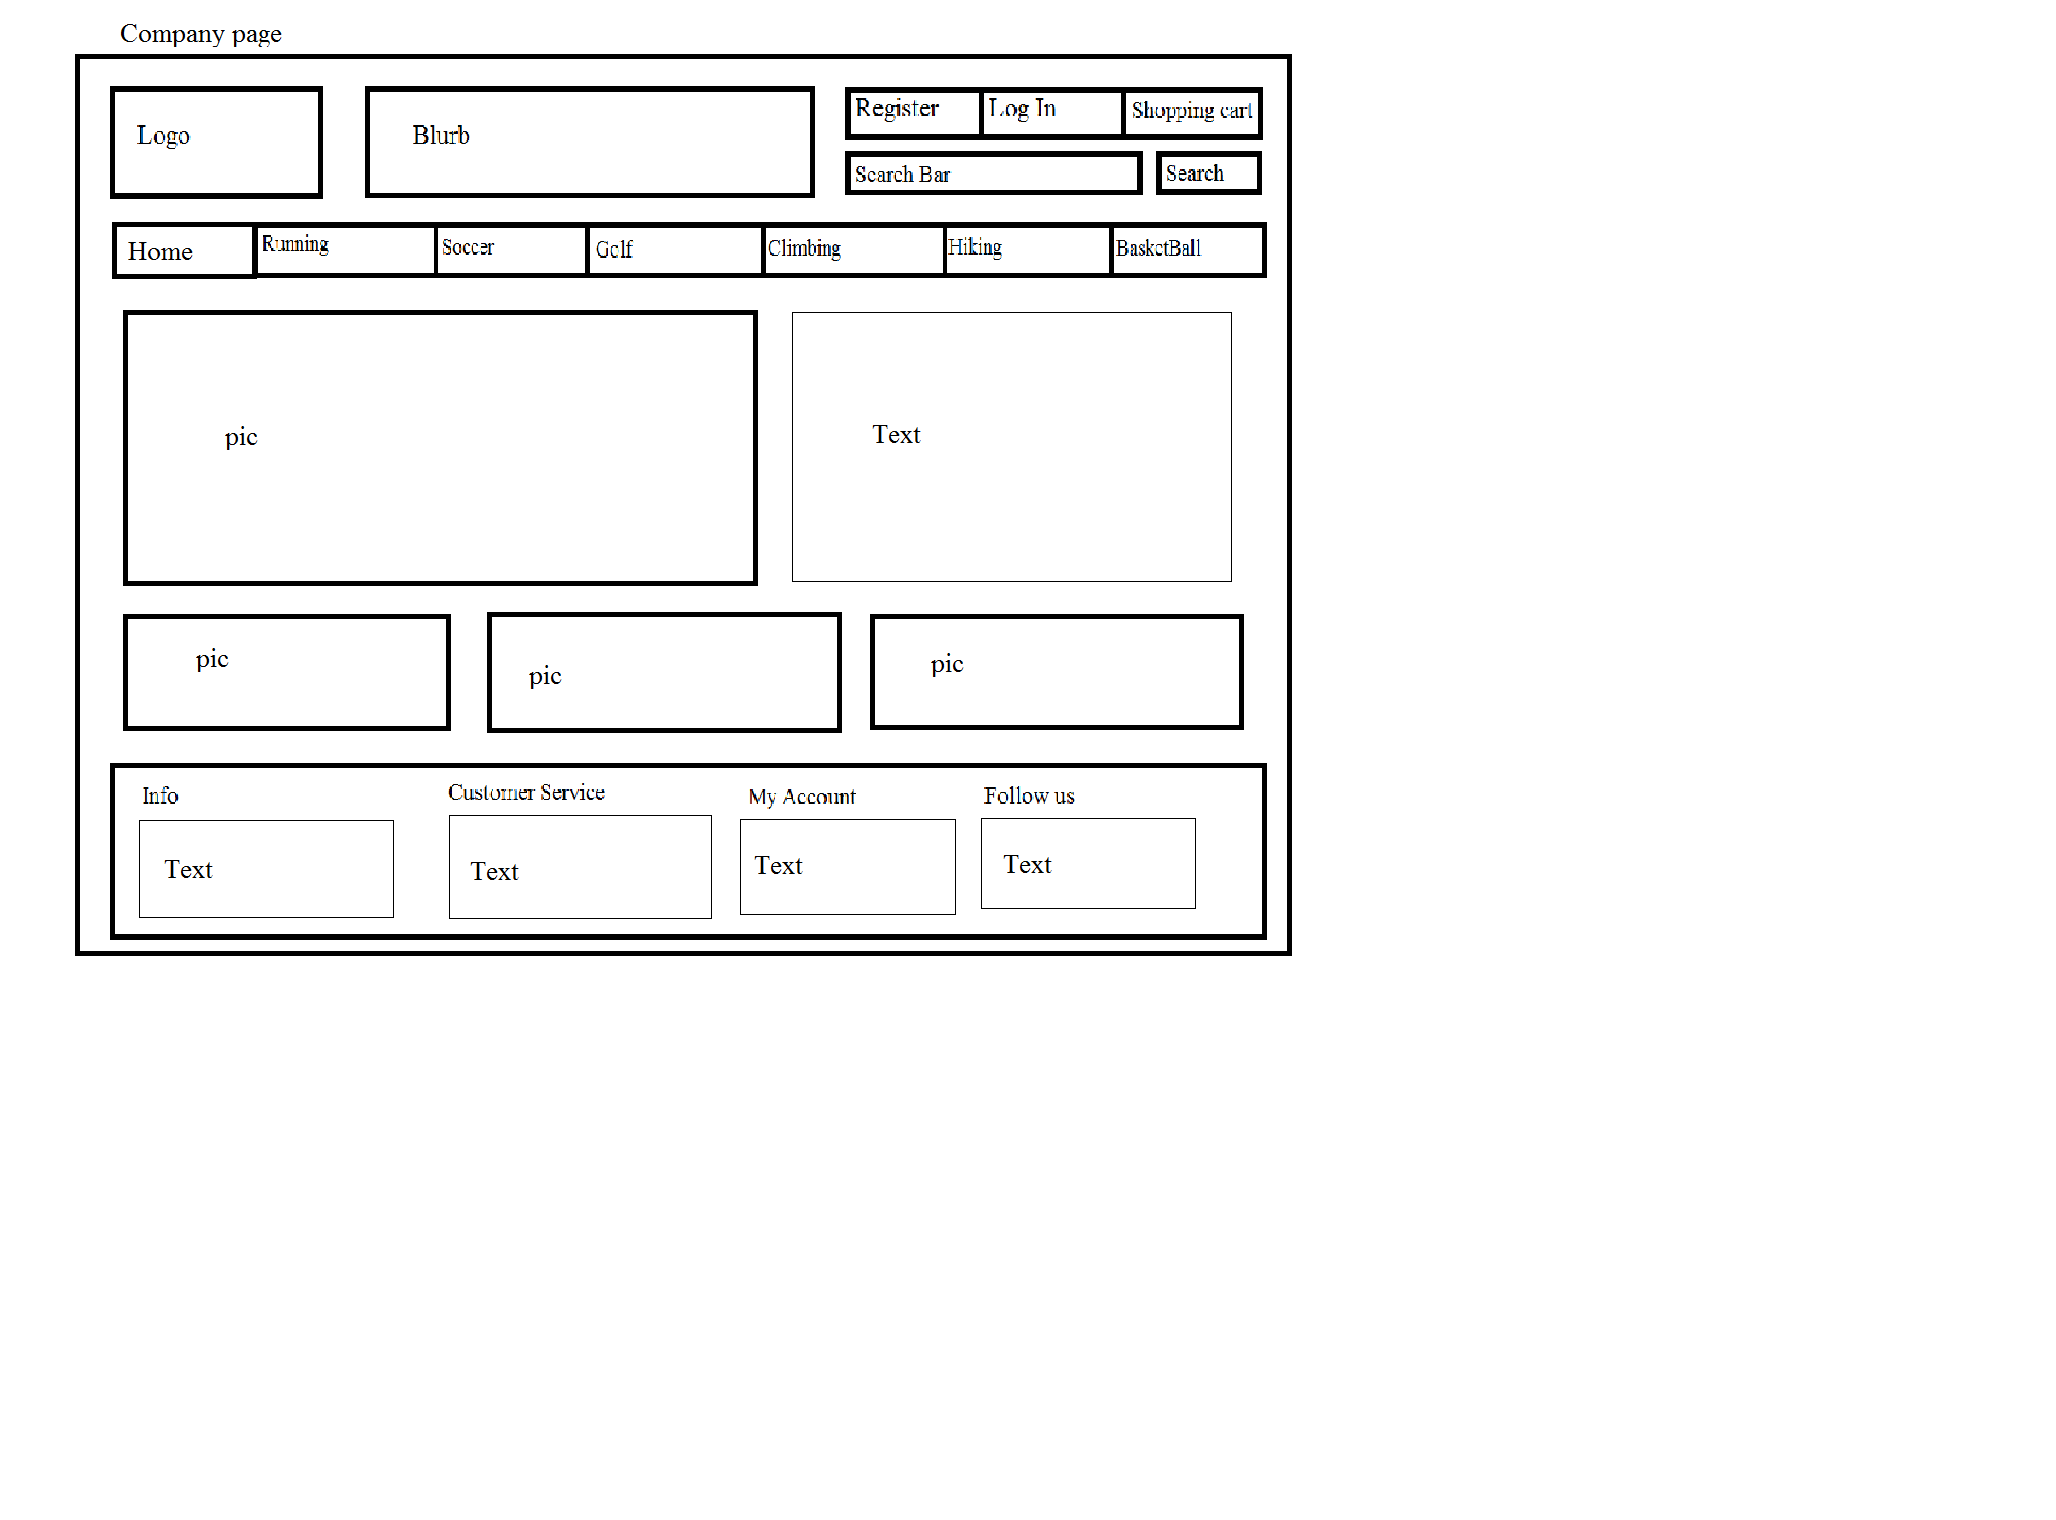 Company page
Logo
Blurb
Register
Log In
Shopping cart
Search Bar
Search
Home
Running
Soccer
Golf
Climbing
Hiking
BasketBall
pic
Text
pic
pic
pic
Info
Customer Service
My Account
Follow us
Text
Text
Text
Text